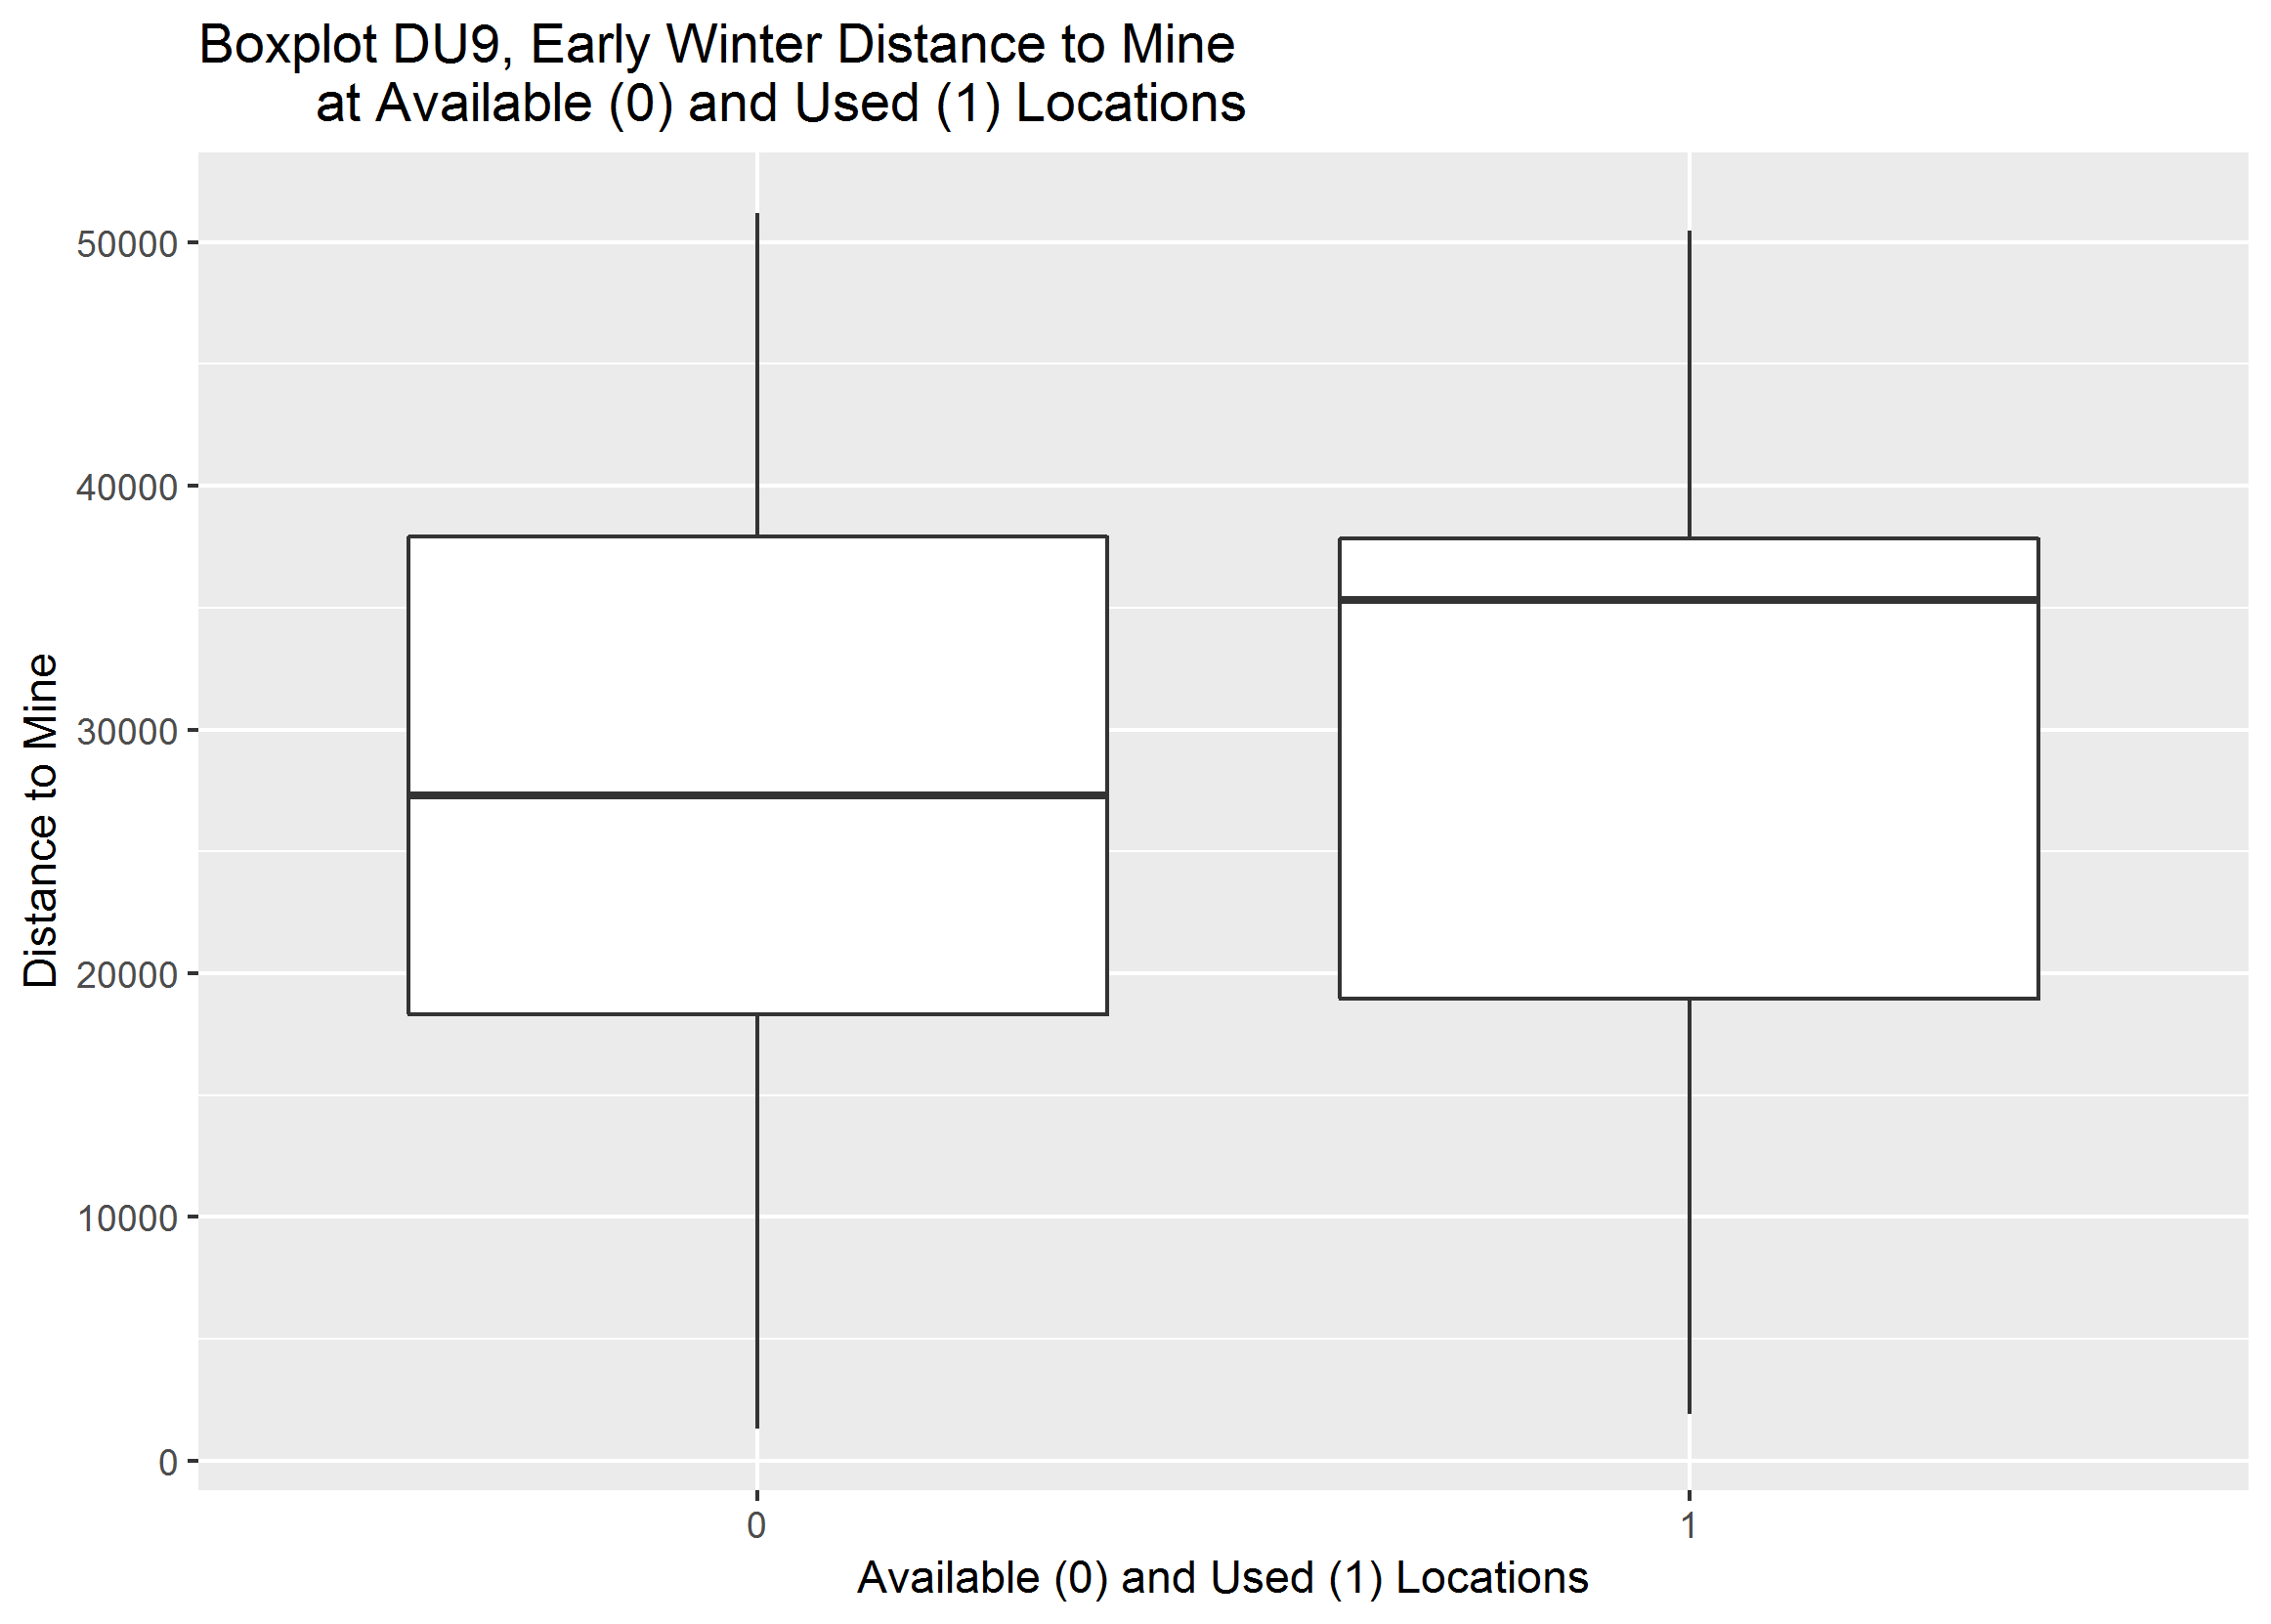 Boxplot DU9, Early Winter Distance to Mine
at Available (0) and Used (1) Locations
Distance to Mine
50000
40000
30000
20000
10000
0
0
1
Available (0) and Used (1) Locations